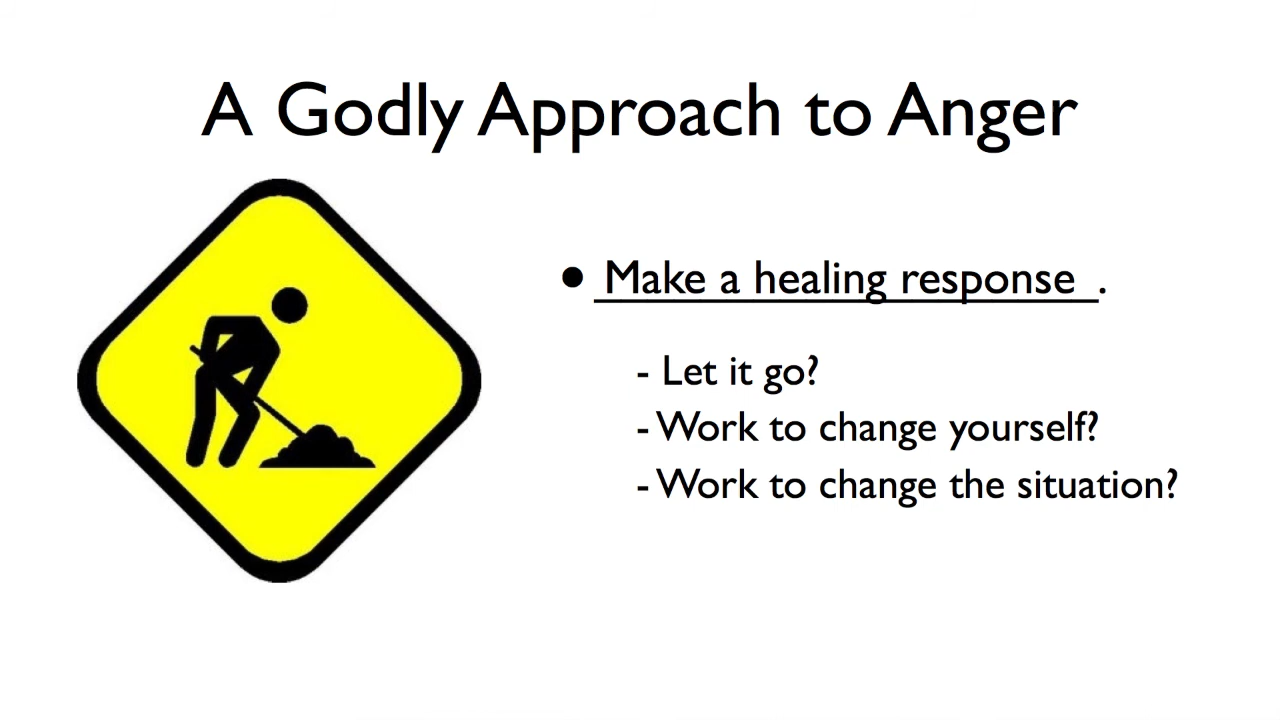 A Godly Approach to Anger
• Make a healing response .
- Let it go?
- Work to change yourself?
- Work to change the situation?